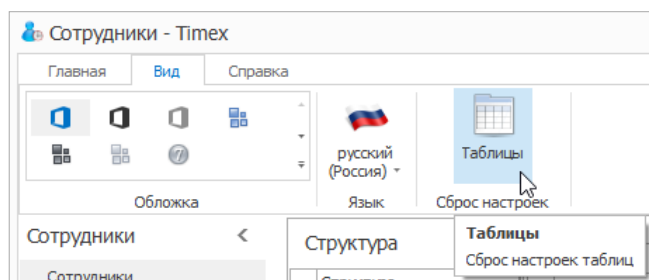 Сотрудники - Timex
Главная Вид Справка
русский
(Россия)
Таблицы
Обложка Язык Сброс настроек
Сотрудники
Структура
Таблицы
Сброс настроек таблиц
Сотрудники
Структура